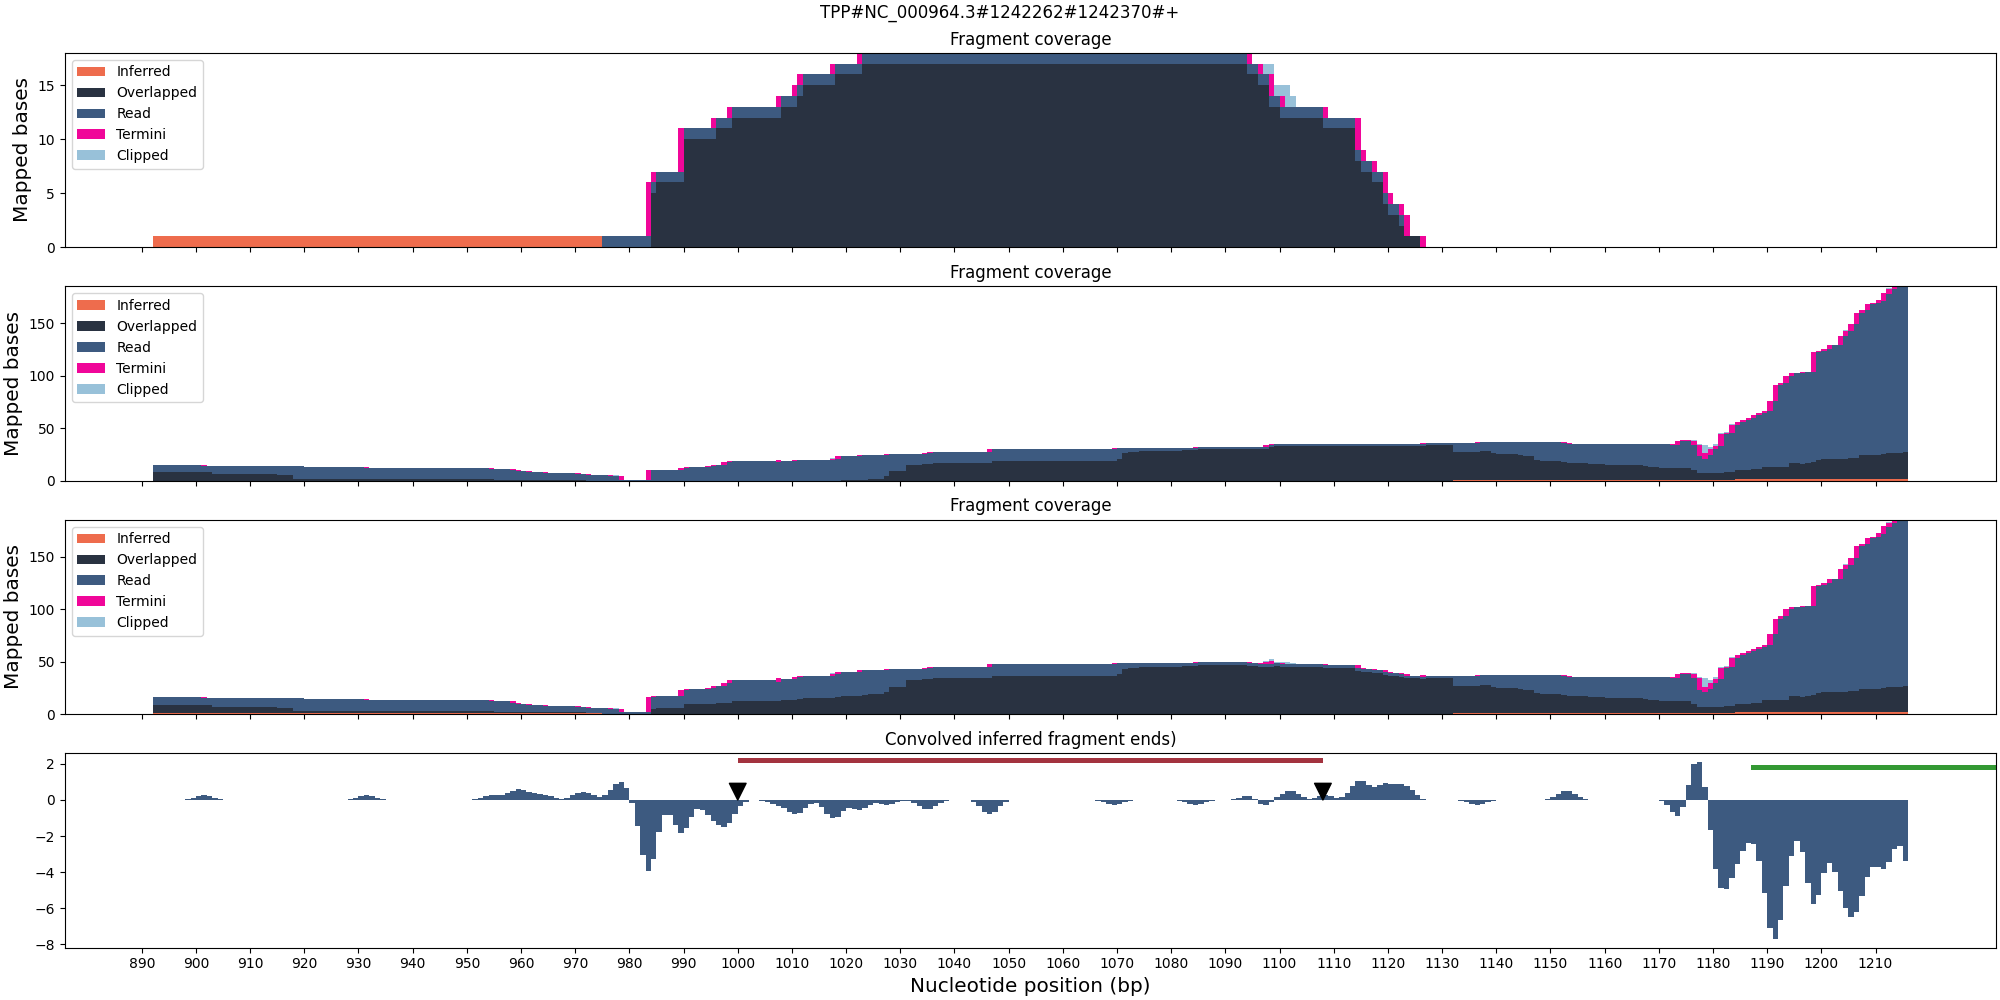 TPP#NC_000964.3#1242262#1242370#+
Fragment coverage
Mapped bases
15
10
5
0
Inferred
Overlapped
Read
Termini
Clipped
Fragment coverage
Mapped bases
150
100
50
0
Inferred
Overlapped
Read
Termini
Clipped
Fragment coverage
Mapped bases
150
100
50
0
Inferred
Overlapped
Read
Termini
Clipped
Convolved inferred fragment ends)
2
0
−2
−4
−6
−8
890 900 910 920 930 940 950 960 970 980 990 1000 1010 1020 1030 1040 1050 1060 1070 1080 1090 1100 1110 1120 1130 1140 1150 1160 1170 1180 1190 1200 1210
Nucleotide position (bp)